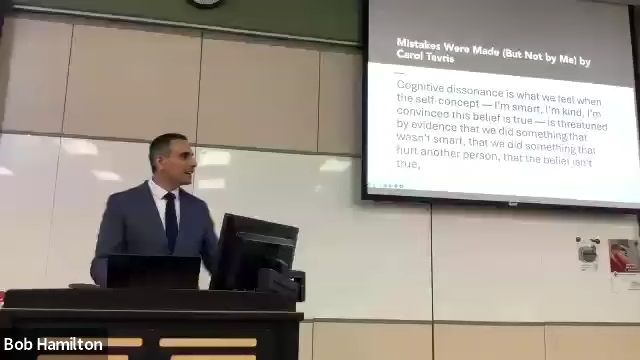 Mistakes Were Made (But Not by Me) by
Carol Tavris
Cognitive dissonance is what we feel when
the self-concept — I'm smart, I'm kind, I'm
convinced this belief is true — is threatened
by evidence that we did something that
wasn't smart, that we did something that
hurt another person, that the belief isn't
true,
Bob Hamilton